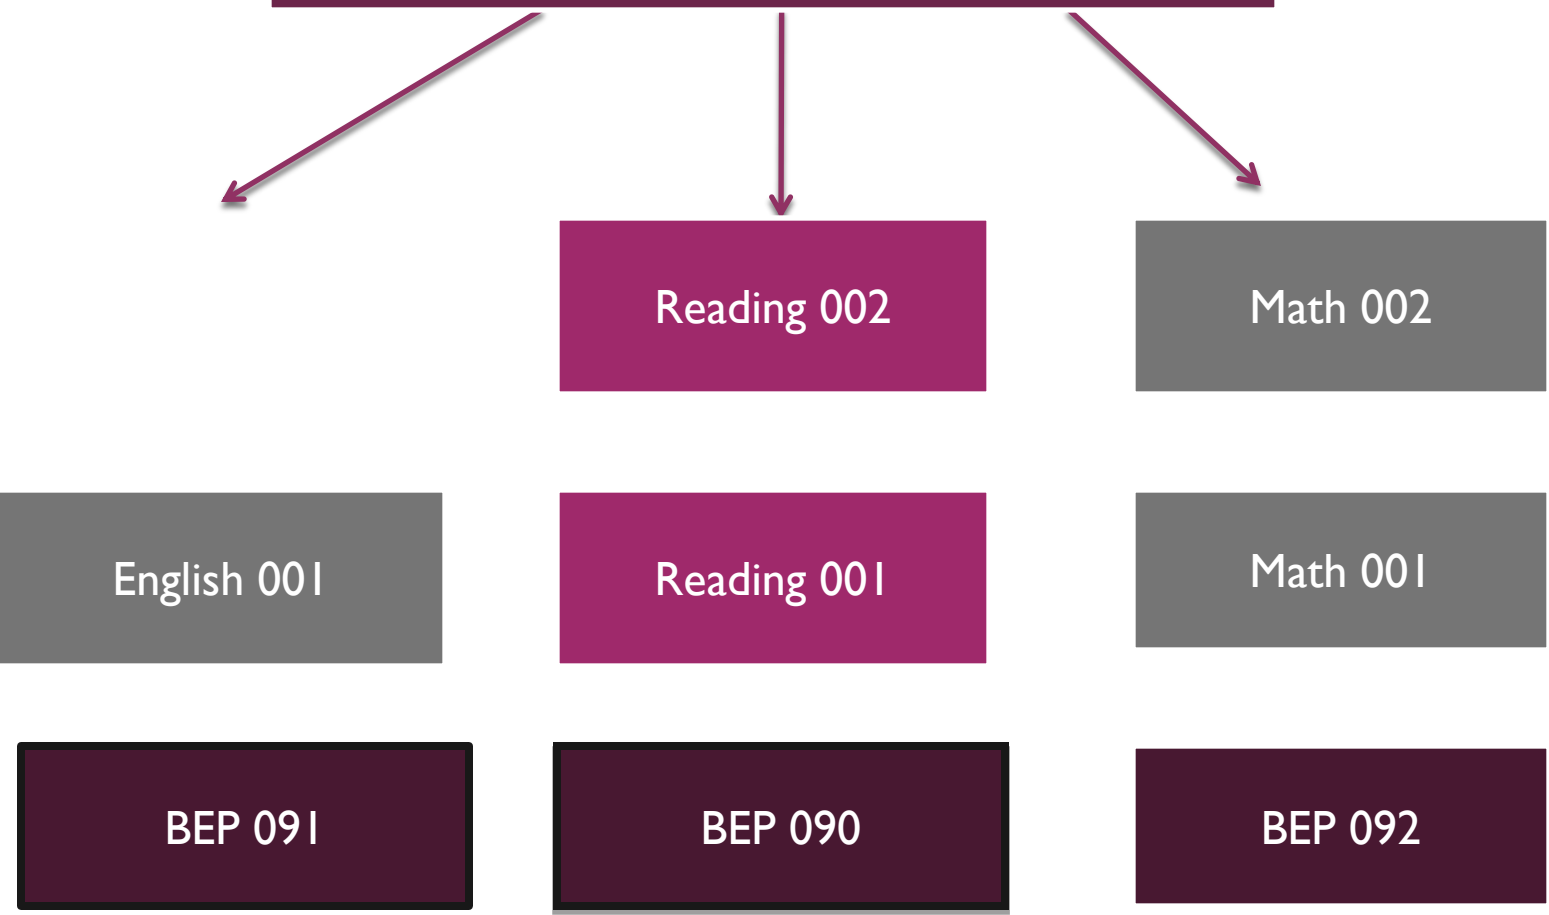 Reading 002
Math 002
English 001
Reading 001
Math 001
BEP 091
BEP 090
BEP 092